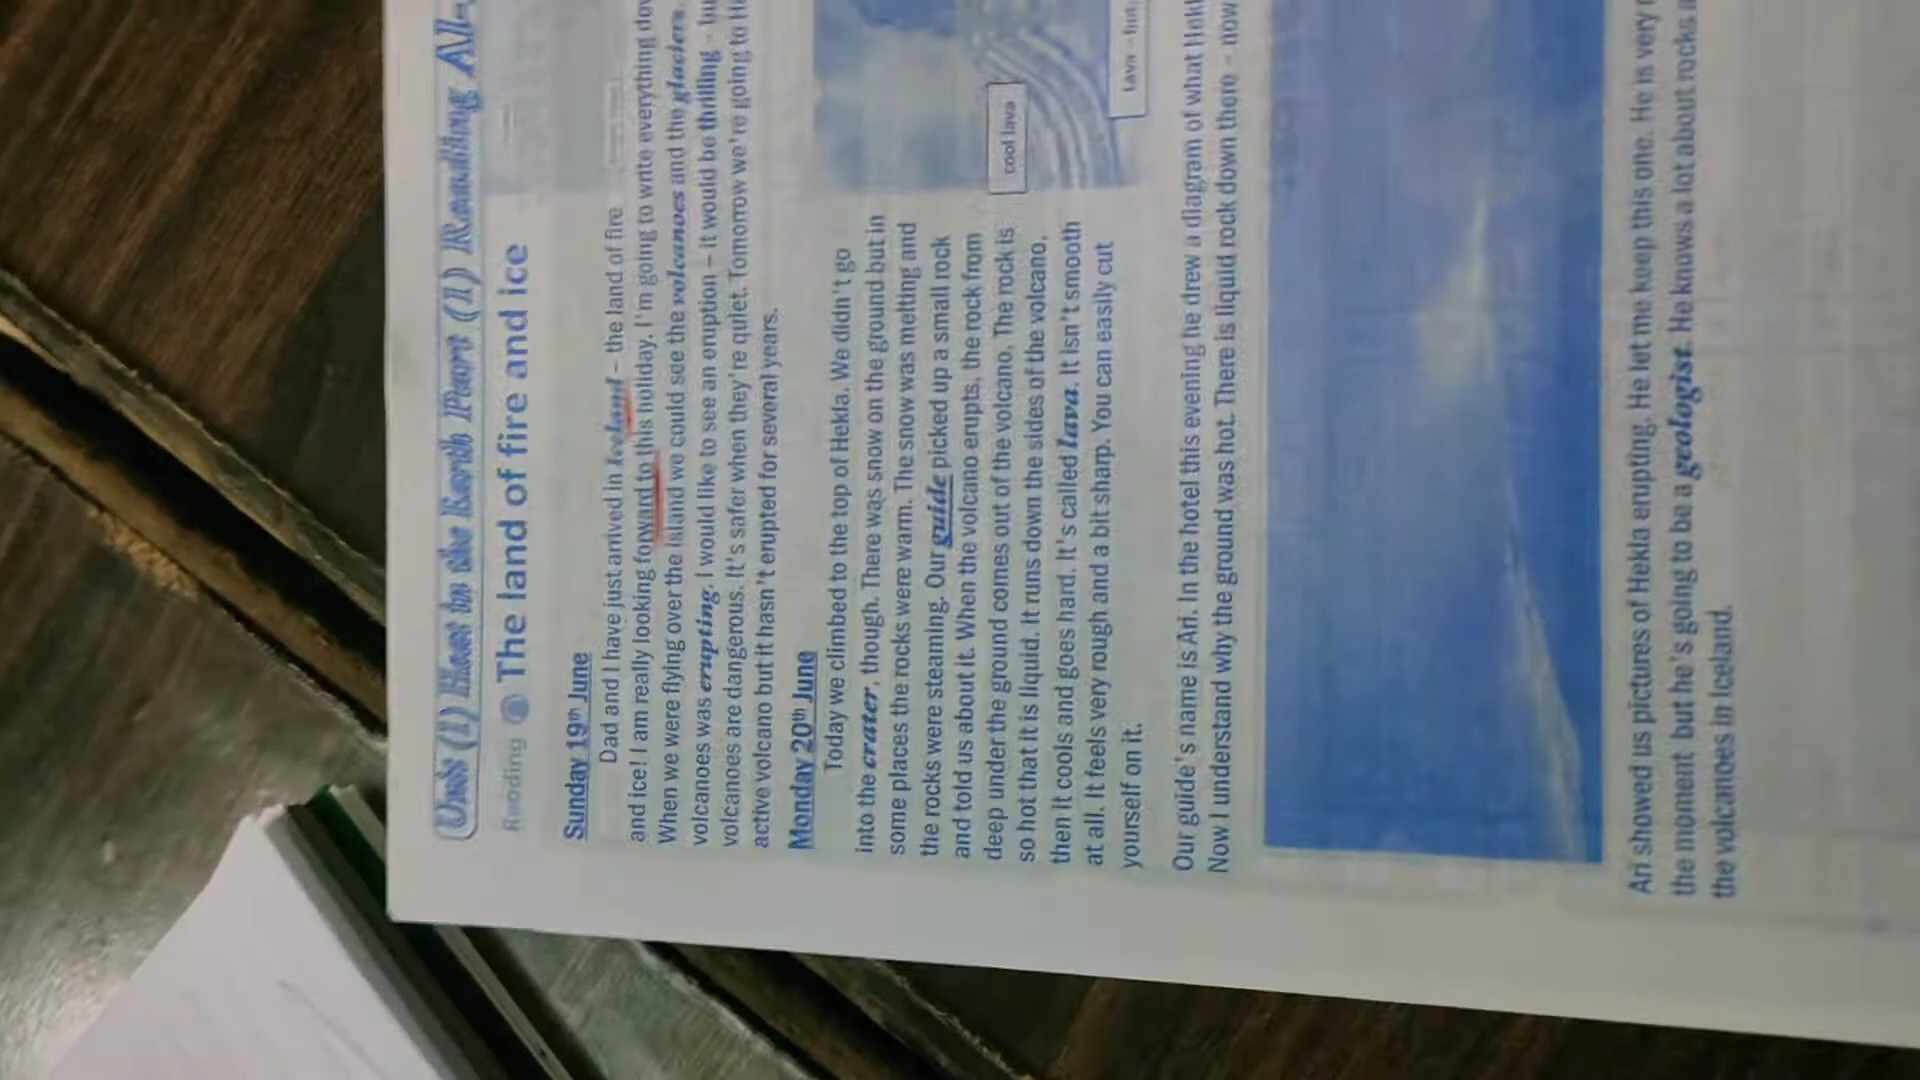 Unit (1) Heat in the Earth Part (1) Reading Al-
Reading The land of fire and ice
Sunday 19th June
Dad and I have just arrived in Iceland – the land of fire
and ice! I am really looking forward to this holiday. I'm going to write everything
When we were flying over the island we could see the volcanoes and the glaciers.
volcanoes was erupting. I would like to see an eruption – it would be thrilling –
volcanoes are dangerous. It's safer when they're quiet. Tomorrow we're going to
active volcano but it hasn't erupted for several years.
Monday 20th June
Today we climbed to the top of Hekla. We didn't go
into the crater, though. There was snow on the ground but in
some places the rocks were warm. The snow was melting and
the rocks were steaming. Our guide picked up a small rock
and told us about it. When the volcano erupts, the rock from
deep under the ground comes out of the volcano. The rock is
so hot that it is liquid. It runs down the sides of the volcano,
then it cools and goes hard. It's called lava. It isn't smooth
at all. It feels very rough and a bit sharp. You can easily cut
yourself on it.
cool lava
lava – hot,
Our guide's name is Ari. In the hotel this evening he drew a diagram of what
Now I understand why the ground was hot. There is liquid rock down there – now
Ari showed us pictures of Hekla erupting. He let me keep this one. He is very
the moment but he's going to be a geologist. He knows a lot about rocks
the volcanoes in Iceland.